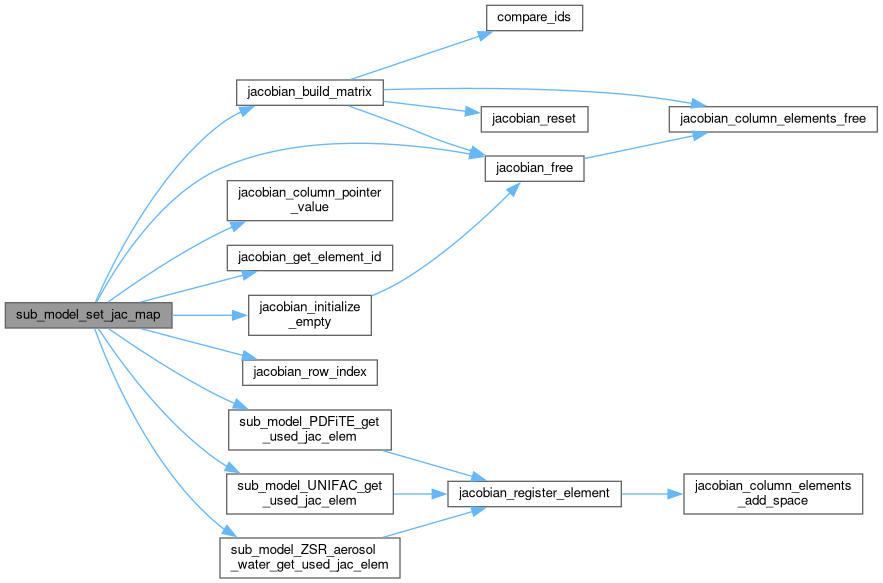 compare_ids
jacobian_build_matrix
jacobian_reset
jacobian_column_elements_free
jacobian_free
jacobian_column_pointer
_value
jacobian_get_element_id
jacobian_initialize
_empty
sub_model_set_jac_map
jacobian_row_index
sub_model_PDFiTE_get
_used_jac_elem
sub_model_UNIFAC_get
_used_jac_elem
jacobian_register_element
jacobian_column_elements
_add_space
sub_model_ZSR_aerosol
_water_get_used_jac_elem